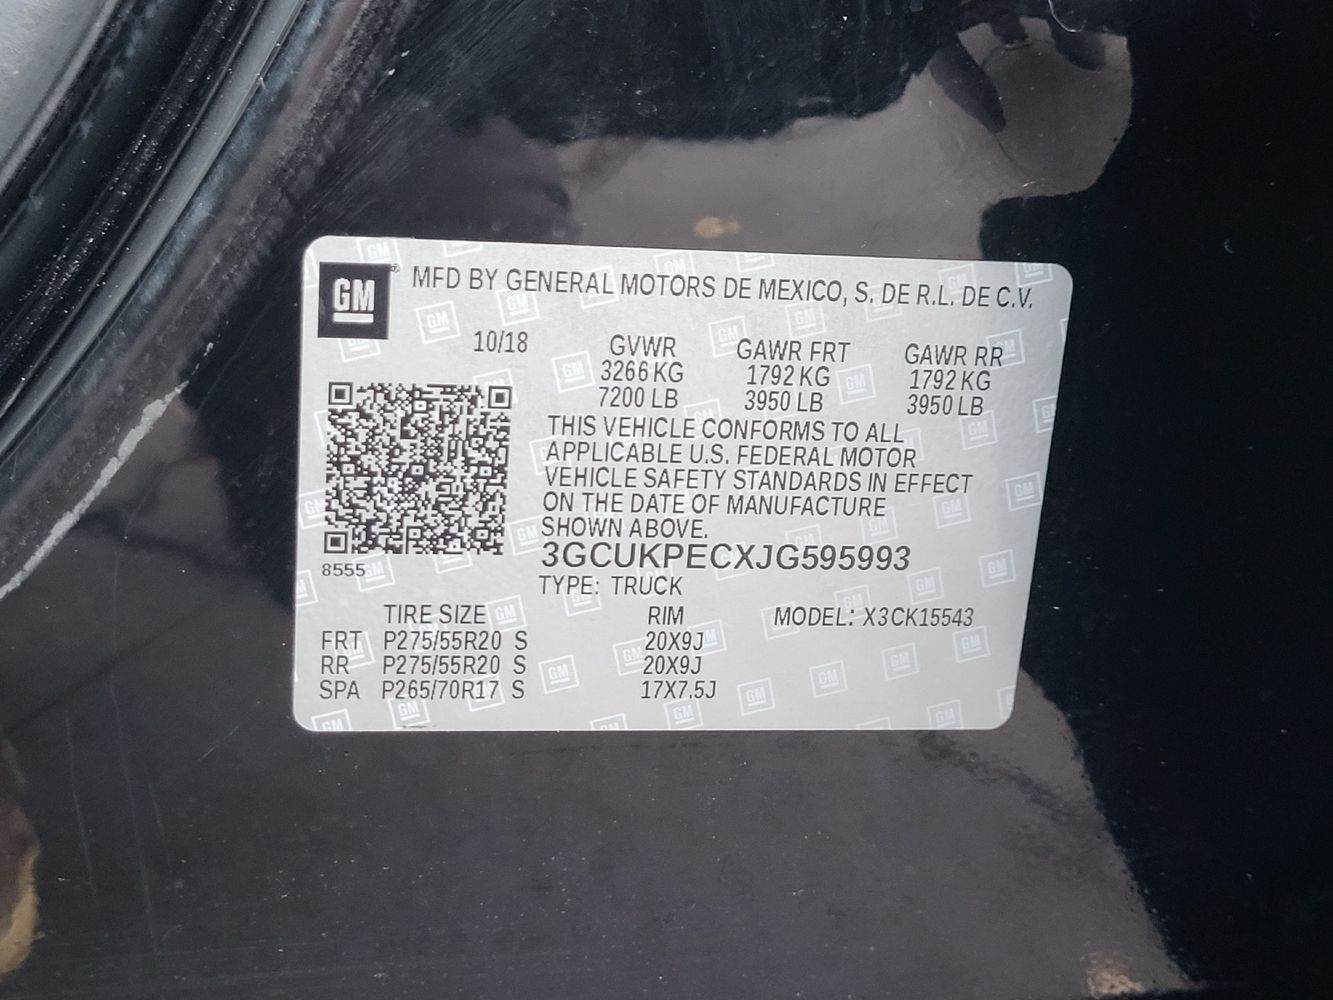 GM MFD BY GENERAL MOTORS DE MEXICO, S. DE R.L. DE C.V.
10/18 GVWR GAWR FRT GAWR RR
3266 KG 1792 KG 1792 KG
7200 LB 3950 LB 3950 LB
THIS VEHICLE CONFORMS TO ALL
APPLICABLE U.S. FEDERAL MOTOR
VEHICLE SAFETY STANDARDS IN EFFECT
ON THE DATE OF MANUFACTURE
SHOWN ABOVE.
3GCUKPECXJG595993
8555
TYPE: TRUCK
TIRE SIZE RIM MODEL: X3CK15543
FRT P275/55R20 S 20X9J
RR P275/55R20 S 20X9J
SPA P265/70R17 S 17X7.5J